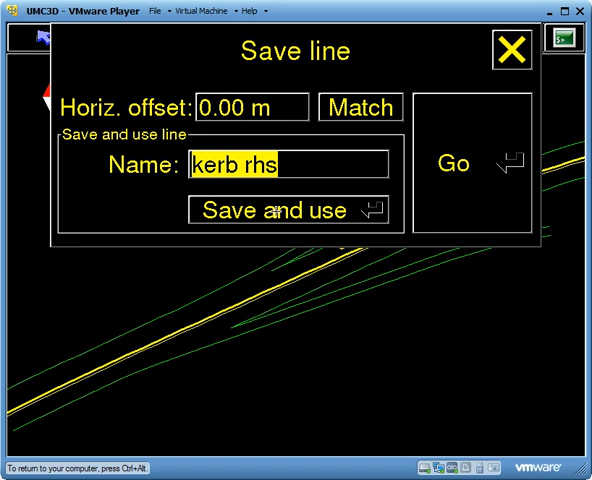 UMC3D - VMware Player File Virtual Machine Help
Save line
Horiz. offset: 0.00 m Match
Save and use line
Name: kerb rhs
Go
Save and use
To return to your computer, press Ctrl+Alt.
vmware